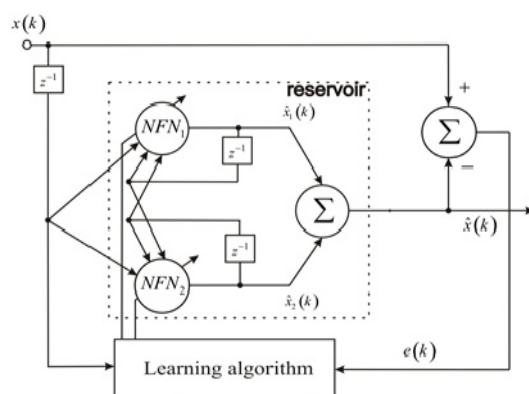 x(k)
z⁻¹
reservoir
+
NFN₁
x̂₁(k)
z⁻¹
Σ
−
Σ
x̂(k)
z⁻¹
NFN₂
x̂₂(k)
e(k)
Learning algorithm